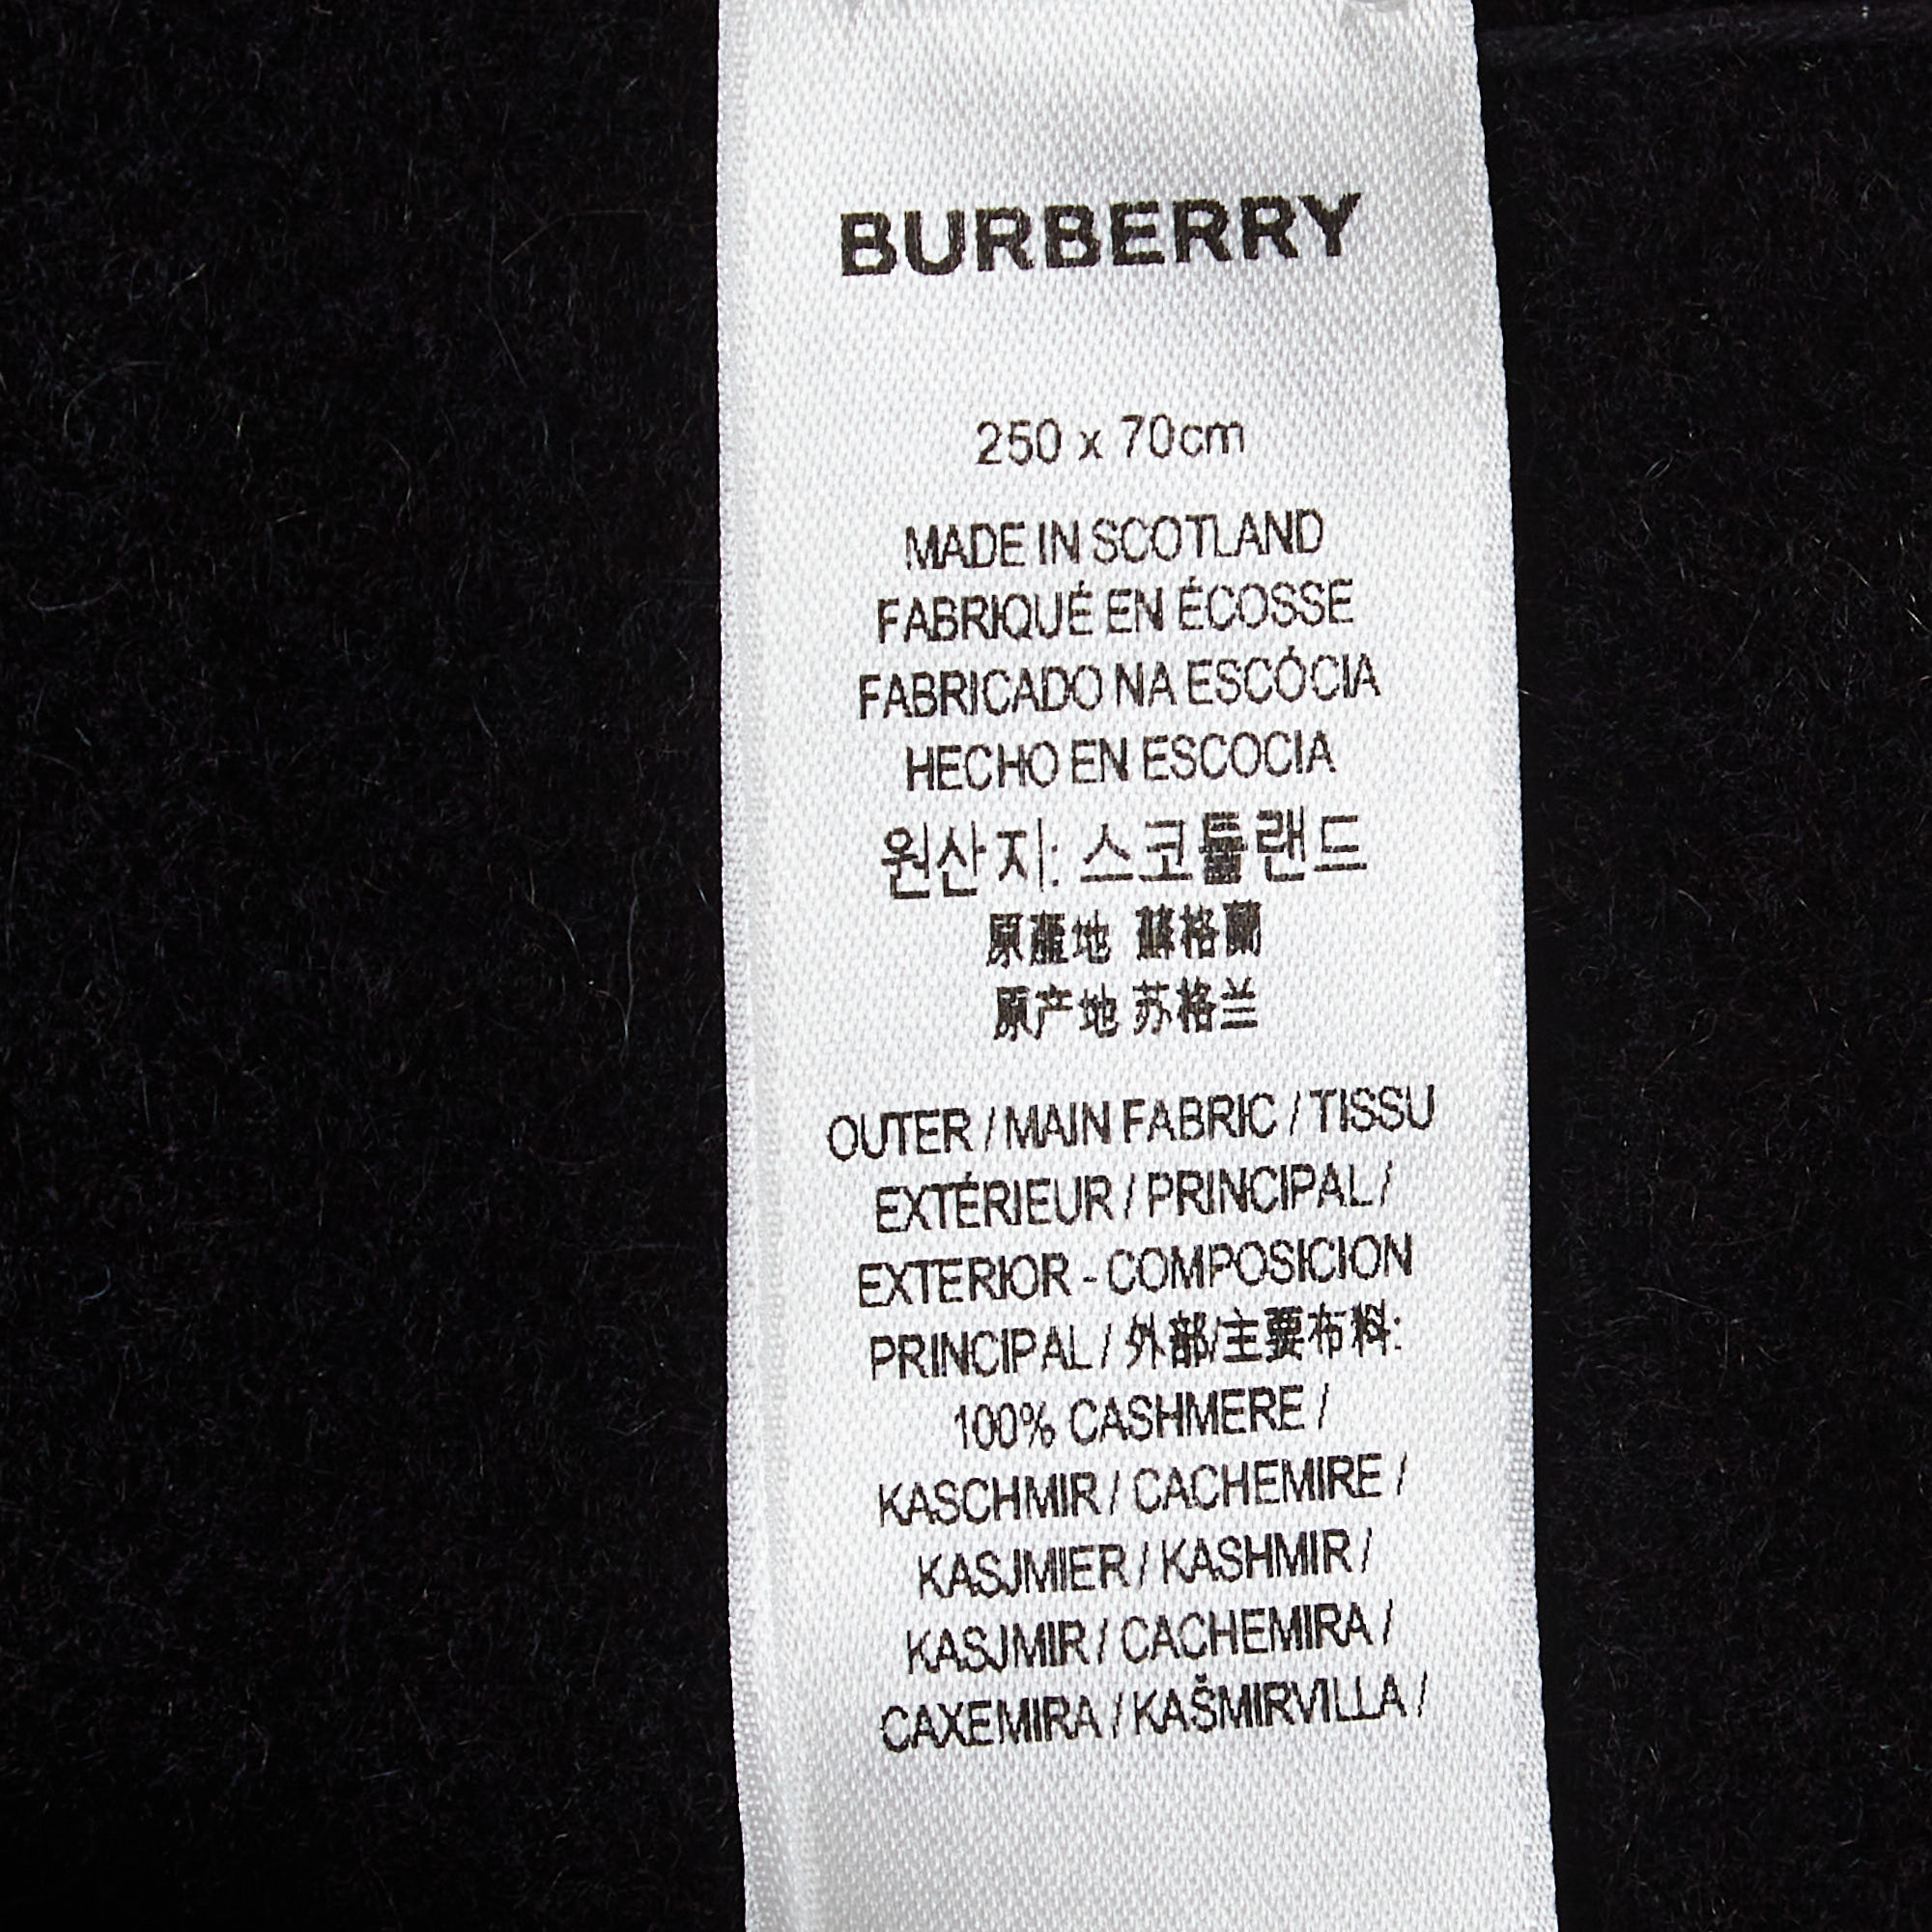 BURBERRY
250 x 70cm
MADE IN SCOTLAND
FABRIQUÉ EN ÉCOSSE
FABRICADO NA ESCÓCIA
HECHO EN ESCOCIA
원산지: 스코틀랜드
原產地 蘇格蘭
原产地 苏格兰
OUTER / MAIN FABRIC / TISSU
EXTÉRIEUR / PRINCIPAL /
EXTERIOR - COMPOSICION
PRINCIPAL / 外部/主要布料:
100% CASHMERE /
KASCHMIR / CACHEMIRE /
KASJMIER / KASHMIR /
KASJMIR / CACHEMIRA /
CAXEMIRA / KAŠMIRVILLA /